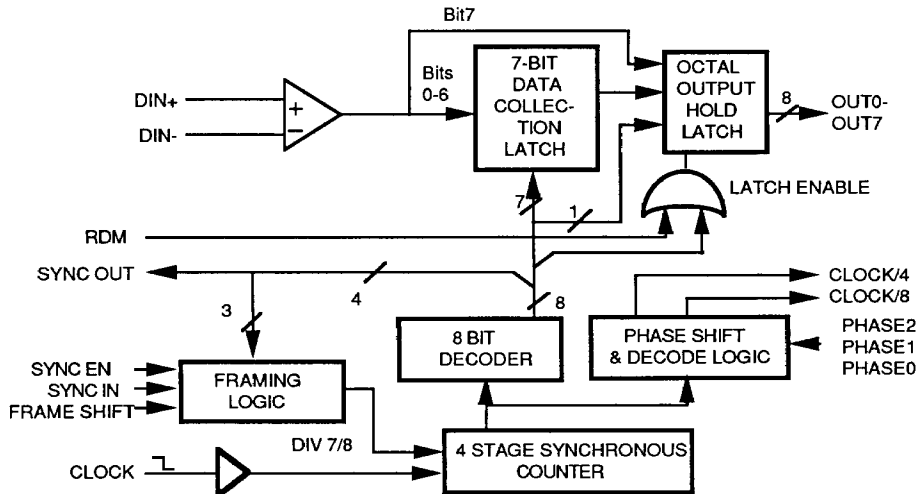 Bit7
7-BIT
DATA
COLLEC-
TION
LATCH
OCTAL
OUTPUT
HOLD
LATCH
Bits
0-6
DIN+
DIN-
+
−
8
OUT0-
OUT7
7
1
LATCH ENABLE
RDM
SYNC OUT
4
3
8
CLOCK/4
CLOCK/8
8 BIT
DECODER
PHASE SHIFT
& DECODE LOGIC
PHASE2
PHASE1
PHASE0
SYNC EN
SYNC IN
FRAME SHIFT
FRAMING
LOGIC
DIV 7/8
4 STAGE SYNCHRONOUS
COUNTER
CLOCK